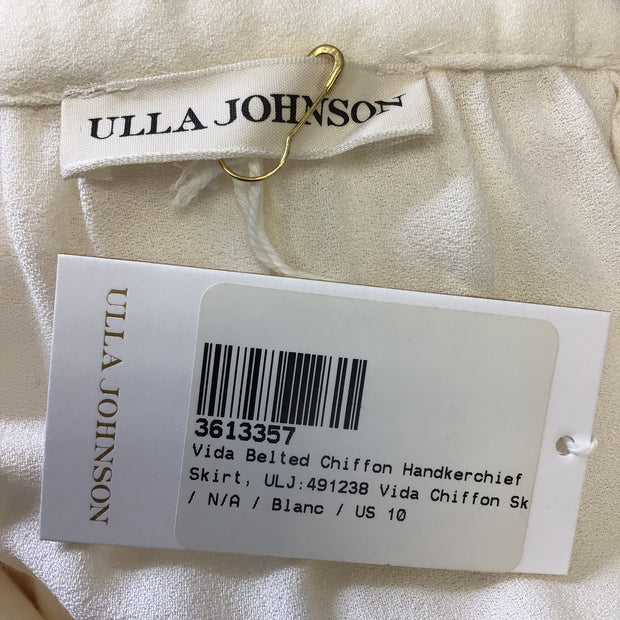 ULLA JOHNSON
ULLA JOHNSON
3613357
Vida Belted Chiffon Handkerchief
Skirt, ULJ:491238 Vida Chiffon Sk
/ N/A / Blanc / US 10